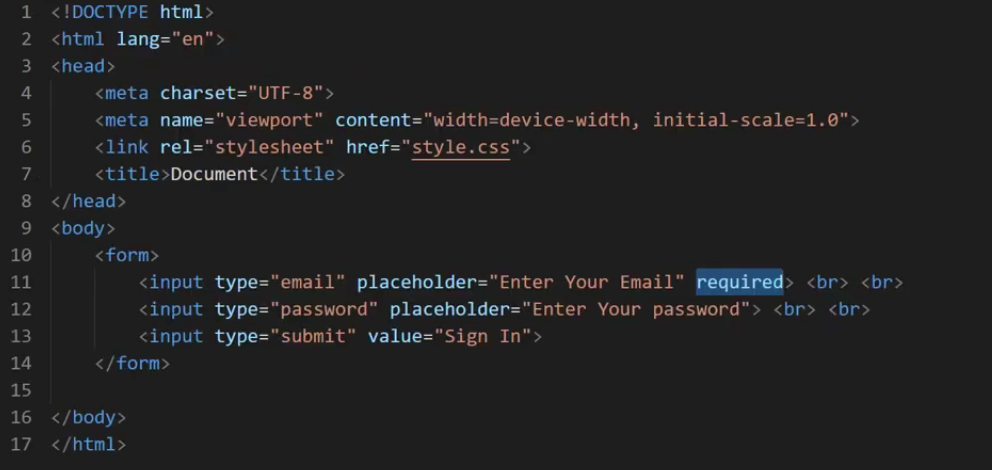 1 <!DOCTYPE html>
2 <html lang="en">
3 <head>
4     <meta charset="UTF-8">
5     <meta name="viewport" content="width=device-width, initial-scale=1.0">
6     <link rel="stylesheet" href="style.css">
7     <title>Document</title>
8 </head>
9 <body>
10     <form>
11         <input type="email" placeholder="Enter Your Email" required> <br> <br>
12         <input type="password" placeholder="Enter Your password"> <br> <br>
13         <input type="submit" value="Sign In">
14     </form>
15
16 </body>
17 </html>